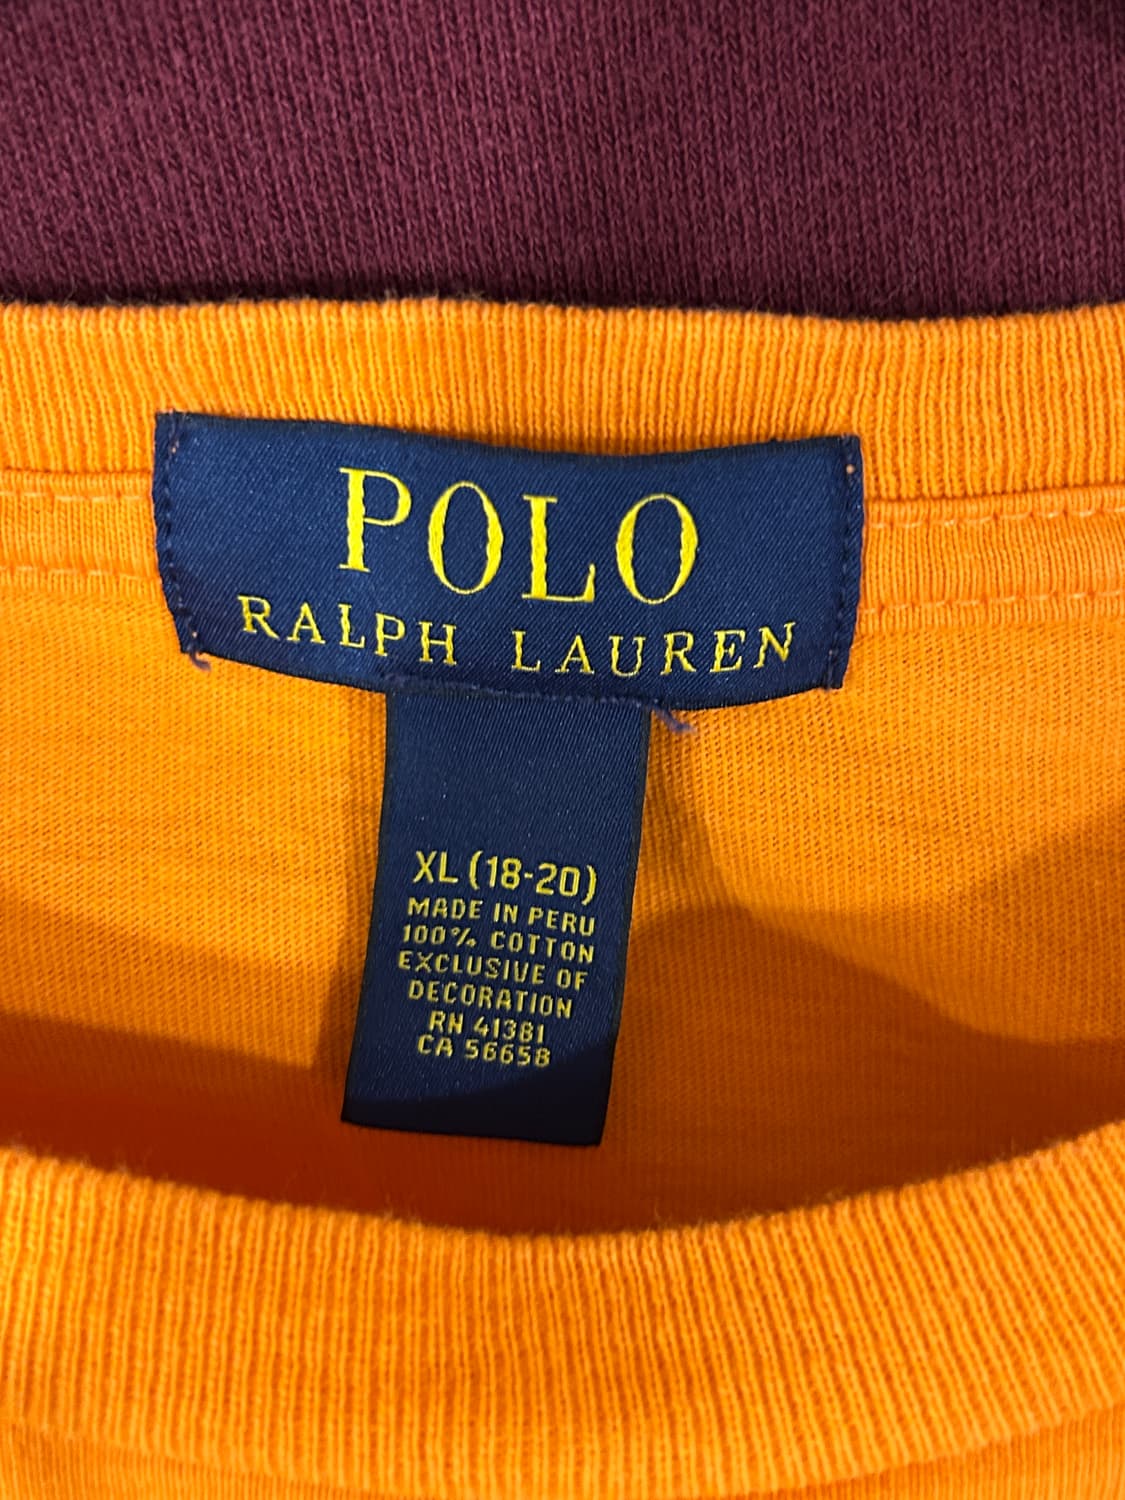 POLO
RALPH LAUREN
XL (18-20)
MADE IN PERU
100% COTTON
EXCLUSIVE OF
DECORATION
RN 41381
CA 56658